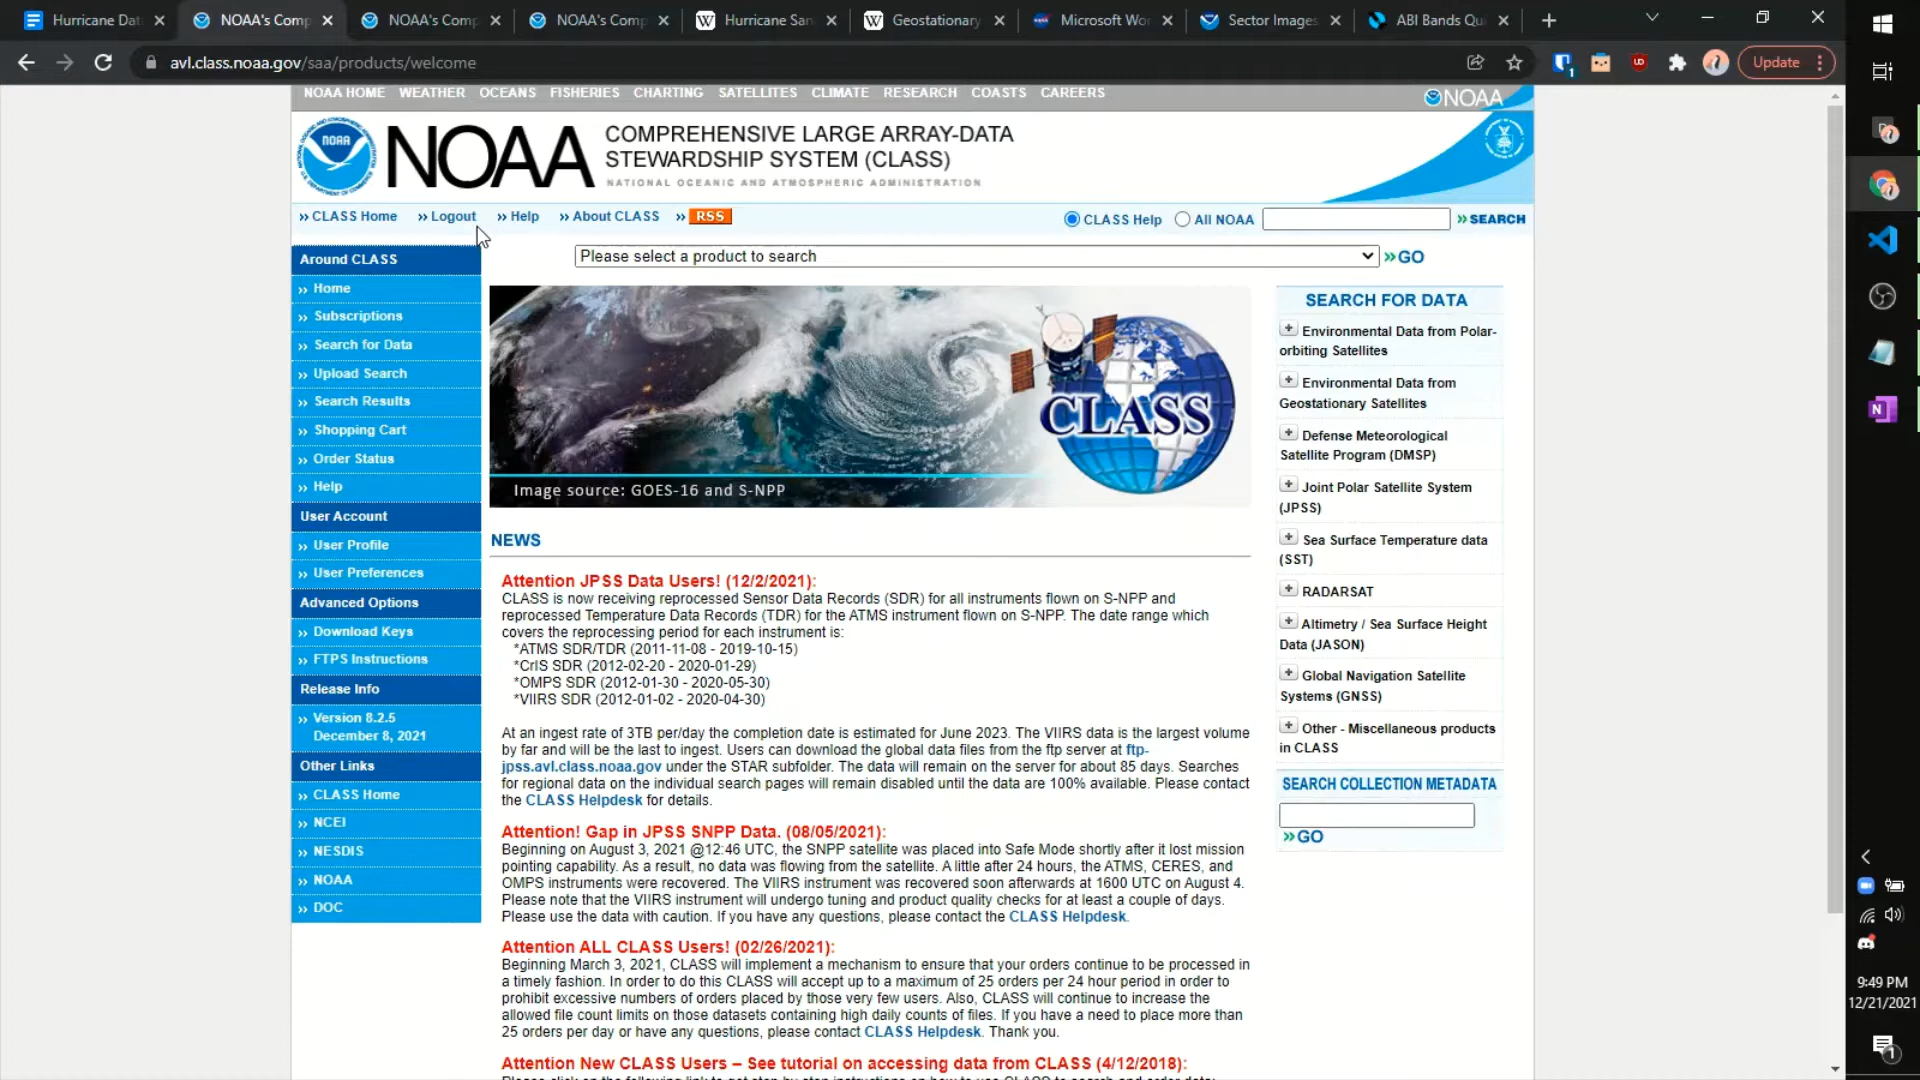 Hurricane Dat
NOAA's Comp
NOAA's Comp
NOAA's Comp
Hurricane San
Geostationary
Microsoft Wor
Sector Images
ABI Bands Qu
avl.class.noaa.gov/saa/products/welcome
Update
NOAA HOME WEATHER OCEANS FISHERIES CHARTING SATELLITES CLIMATE RESEARCH COASTS CAREERS
NOAA
NOAA
NOAA
COMPREHENSIVE LARGE ARRAY-DATA
STEWARDSHIP SYSTEM (CLASS)
NATIONAL OCEANIC AND ATMOSPHERIC ADMINISTRATION
» CLASS Home » Logout » Help » About CLASS » RSS
CLASS Help All NOAA »SEARCH
Please select a product to search »GO
Around CLASS
» Home
» Subscriptions
» Search for Data
» Upload Search
» Search Results
» Shopping Cart
» Order Status
» Help
User Account
» User Profile
» User Preferences
Advanced Options
» Download Keys
» FTPS Instructions
Release Info
» Version 8.2.5
December 8, 2021
Other Links
» CLASS Home
» NCEI
» NESDIS
» NOAA
» DOC
CLASS
Image source: GOES-16 and S-NPP
NEWS
Attention JPSS Data Users! (12/2/2021):
CLASS is now receiving reprocessed Sensor Data Records (SDR) for all instruments flown on S-NPP and
reprocessed Temperature Data Records (TDR) for the ATMS instrument flown on S-NPP. The date range which
covers the reprocessing period for each instrument is:
*ATMS SDR/TDR (2011-11-08 - 2019-10-15)
*CrIS SDR (2012-02-20 - 2020-01-29)
*OMPS SDR (2012-01-30 - 2020-05-30)
*VIIRS SDR (2012-01-02 - 2020-04-30)
At an ingest rate of 3TB per/day the completion date is estimated for June 2023. The VIIRS data is the largest volume
by far and will be the last to ingest. Users can download the global data files from the ftp server at ftp-
jpss.avl.class.noaa.gov under the STAR subfolder. The data will remain on the server for about 85 days. Searches
for regional data on the individual search pages will remain disabled until the data are 100% available. Please contact
the CLASS Helpdesk for details.
Attention! Gap in JPSS SNPP Data. (08/05/2021):
Beginning on August 3, 2021 @12:46 UTC, the SNPP satellite was placed into Safe Mode shortly after it lost mission
pointing capability. As a result, no data was flowing from the satellite. A little after 24 hours, the ATMS, CERES, and
OMPS instruments were recovered. The VIIRS instrument was recovered soon afterwards at 1600 UTC on August 4.
Please note that the VIIRS instrument will undergo tuning and product quality checks for at least a couple of days.
Please use the data with caution. If you have any questions, please contact the CLASS Helpdesk.
Attention ALL CLASS Users! (02/26/2021):
Beginning March 3, 2021, CLASS will implement a mechanism to ensure that your orders continue to be processed in
a timely fashion. In order to do this CLASS will accept up to a maximum of 25 orders per 24 hour period in order to
prohibit excessive numbers of orders placed by those very few users. Also, CLASS will continue to increase the
allowed file count limits on those datasets containing high daily counts of files. If you have a need to place more than
25 orders per day or have any questions, please contact CLASS Helpdesk. Thank you.
Attention New CLASS Users – See tutorial on accessing data from CLASS (4/12/2018):
SEARCH FOR DATA
+ Environmental Data from Polar-
orbiting Satellites
+ Environmental Data from
Geostationary Satellites
+ Defense Meteorological
Satellite Program (DMSP)
+ Joint Polar Satellite System
(JPSS)
+ Sea Surface Temperature data
(SST)
+ RADARSAT
+ Altimetry / Sea Surface Height
Data (JASON)
+ Global Navigation Satellite
Systems (GNSS)
+ Other - Miscellaneous products
in CLASS
SEARCH COLLECTION METADATA
»GO
9:49 PM
12/21/2021
1